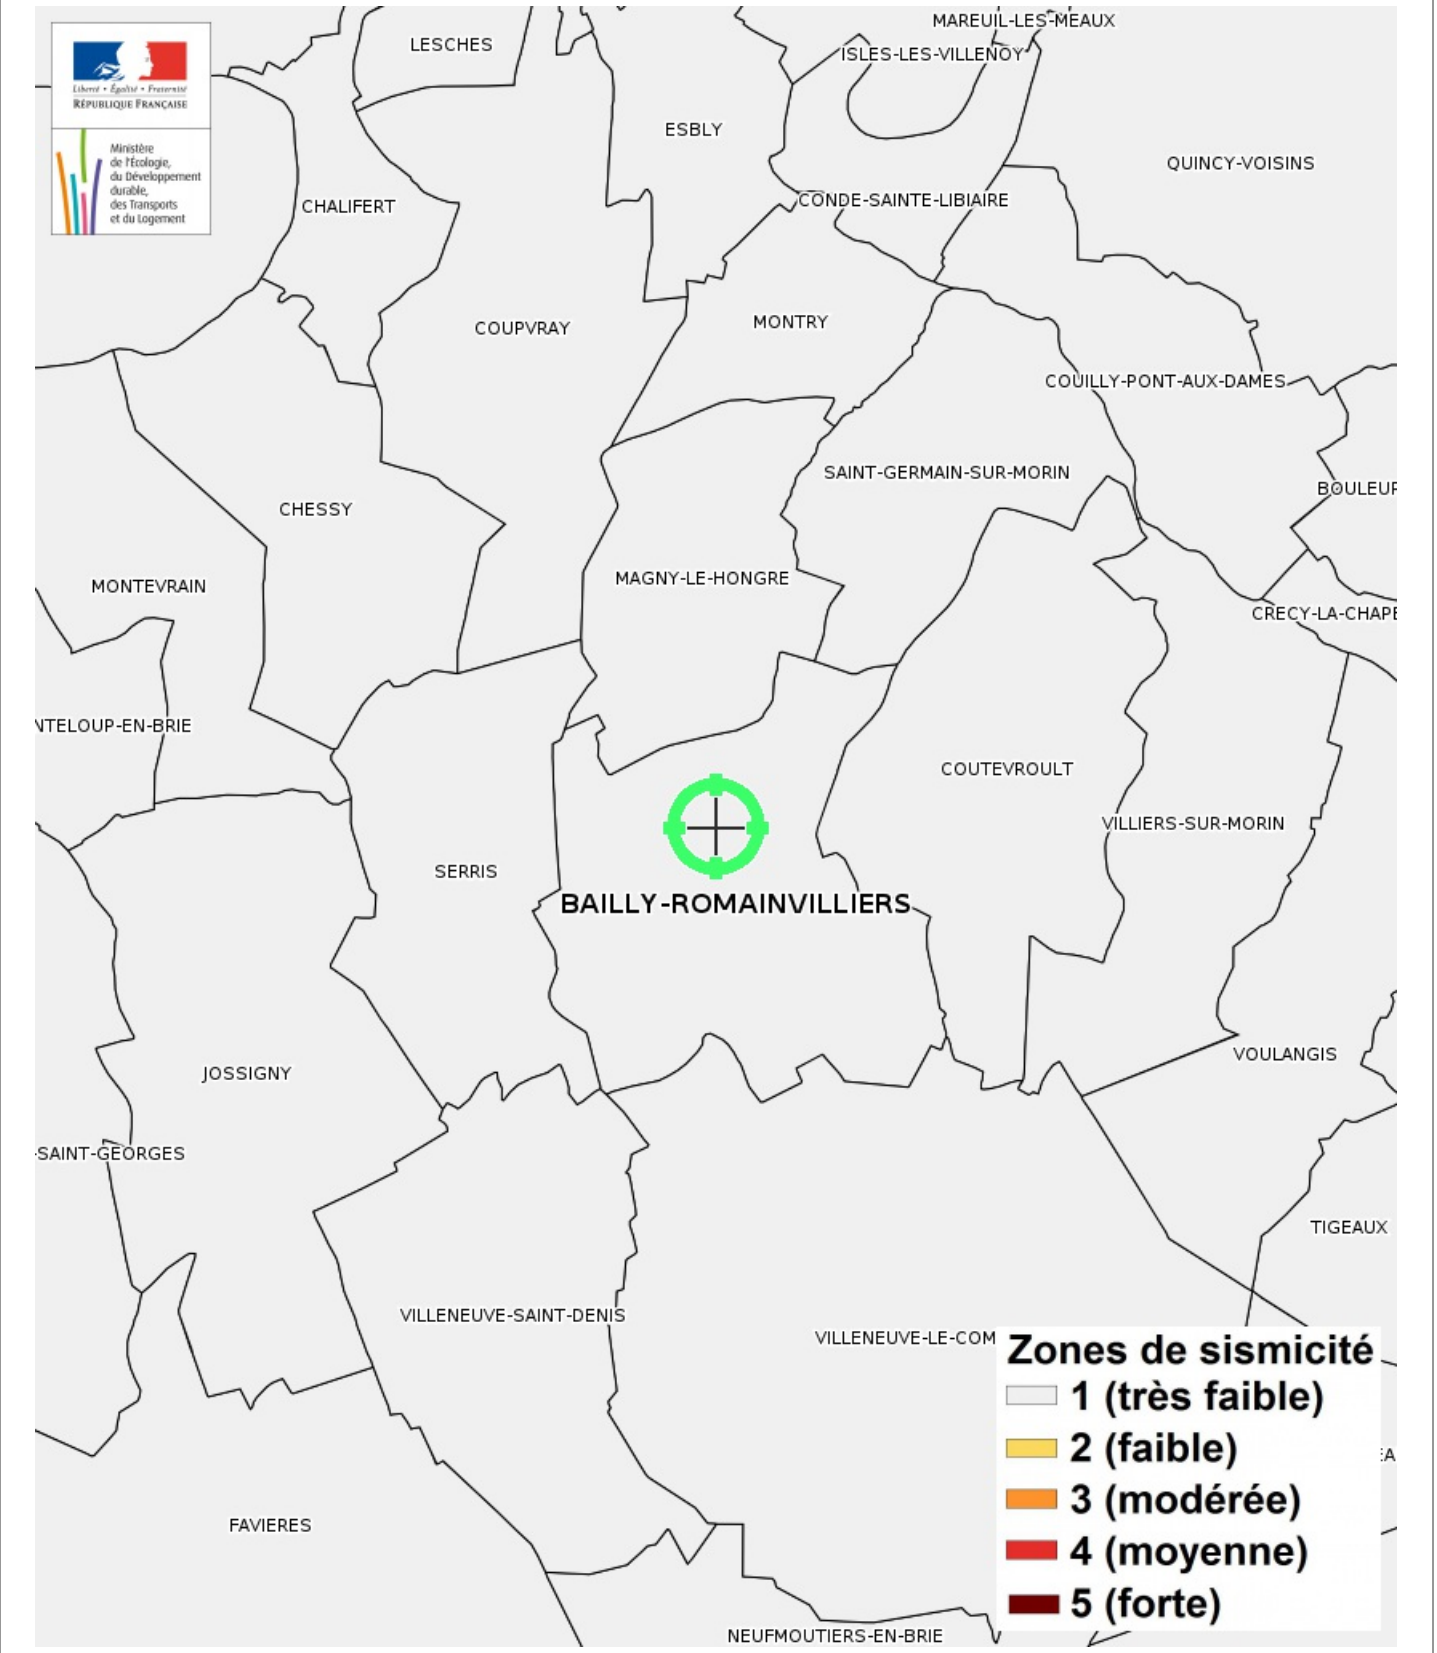 MAREUIL-LES-MEAUX
LESCHES
ISLES-LES-VILLENOY
Liberté • Égalité • Fraternité
RÉPUBLIQUE FRANÇAISE
ESBLY
Ministère
de l'Écologie,
du Développement
durable,
des Transports
et du Logement
QUINCY-VOISINS
CHALIFERT
CONDE-SAINTE-LIBIAIRE
MONTRY
COUPVRAY
COUILLY-PONT-AUX-DAMES
SAINT-GERMAIN-SUR-MORIN
BOULEUR
CHESSY
MAGNY-LE-HONGRE
MONTEVRAIN
CRECY-LA-CHAPE
NTELOUP-EN-BRIE
COUTEVROULT
VILLIERS-SUR-MORIN
SERRIS
BAILLY-ROMAINVILLIERS
VOULANGIS
JOSSIGNY
-SAINT-GEORGES
TIGEAUX
VILLENEUVE-SAINT-DENIS
VILLENEUVE-LE-COM
Zones de sismicité
1 (très faible)
2 (faible)
3 (modérée)
4 (moyenne)
5 (forte)
FAVIERES
NEUFMOUTIERS-EN-BRIE